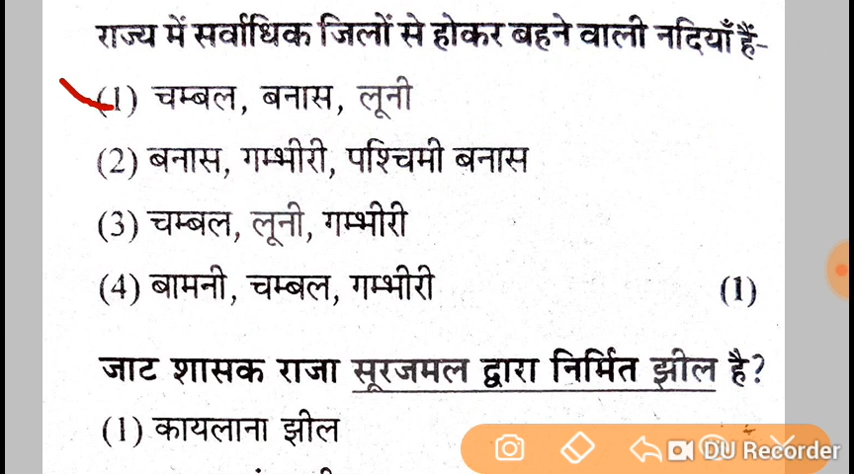 राज्य में सर्वाधिक जिलों से होकर बहने वाली नदियाँ हैं-
(1) चम्बल, बनास, लूनी
(2) बनास, गम्भीरी, पश्चिमी बनास
(3) चम्बल, लूनी, गम्भीरी
(4) बामनी, चम्बल, गम्भीरी (1)
जाट शासक राजा सूरजमल द्वारा निर्मित झील है?
(1) कायलाना झील
DU Recorder